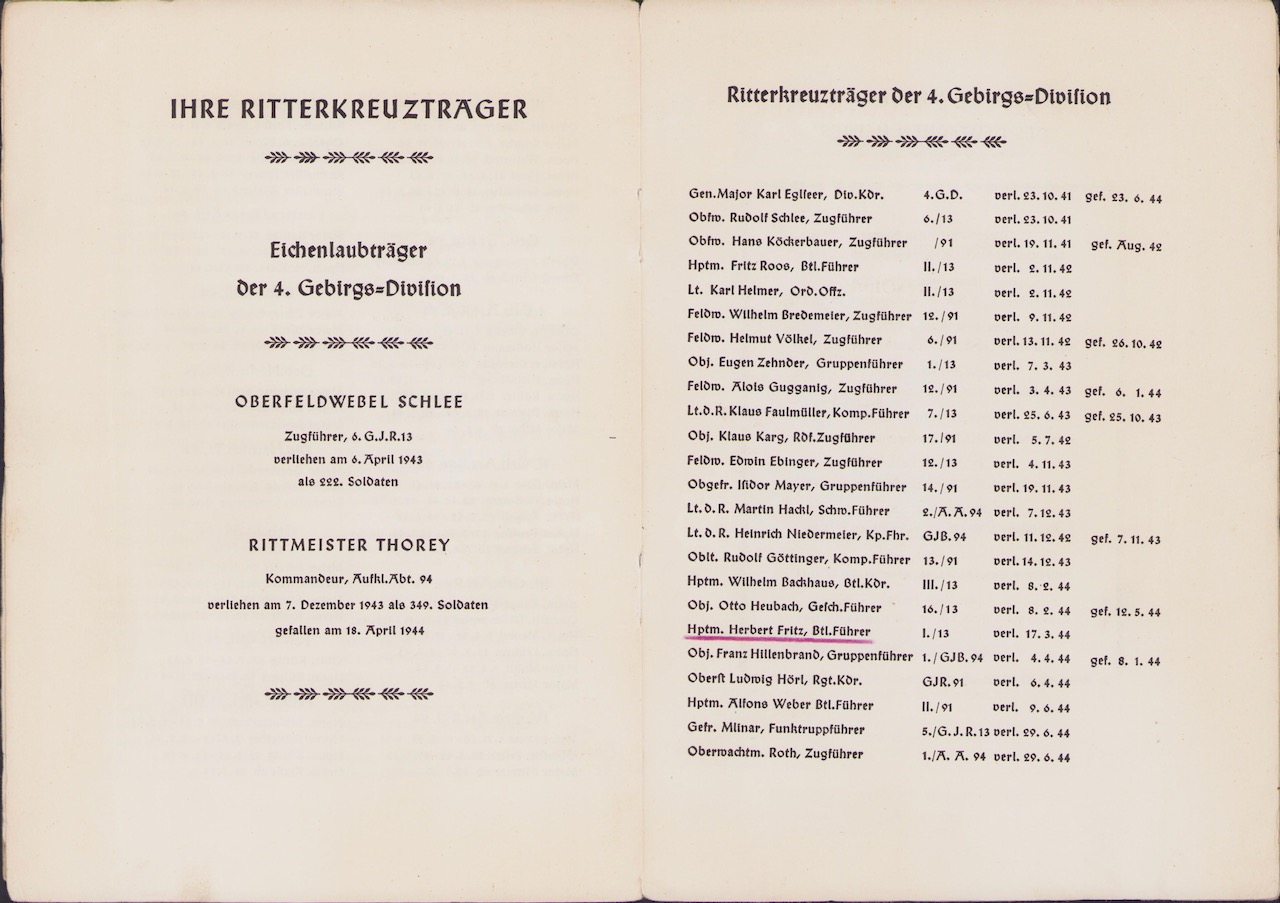 IHRE RITTERKREUZTRÄGER
Eichenlaubträger
der 4. Gebirgs=Division
OBERFELDWEBEL SCHLEE
Zugführer, 6. G.J.R.13
verliehen am 6. April 1943
als 222. Soldaten
RITTMEISTER THOREY
Kommandeur, Aufkl.Abt. 94
verliehen am 7. Dezember 1943 als 349. Soldaten
gefallen am 18. April 1944
Ritterkreuzträger der 4. Gebirgs=Division
Gen.Major Karl Eglseer, Div.Kdr. 4.G.D. verl. 23. 10. 41 gef. 23. 6. 44
Obfw. Rudolf Schlee, Zugführer 6./13 verl. 23. 10. 41
Obfw. Hans Köckerbauer, Zugführer /91 verl. 19. 11. 41 gef. Aug. 42
Hptm. Fritz Roos, Btl.Führer II./13 verl. 2. 11. 42
Lt. Karl Helmer, Ord.Offz. II./13 verl. 2. 11. 42
Feldw. Wilhelm Bredemeier, Zugführer 12./91 verl. 9. 11. 42
Feldw. Helmut Völkel, Zugführer 6./91 verl. 13. 11. 42 gef. 26. 10. 42
Obj. Eugen Zehnder, Gruppenführer 1./13 verl. 7. 3. 43
Feldw. Alois Gugganig, Zugführer 12./91 verl. 3. 4. 43 gef. 6. 1. 44
Lt.d.R. Klaus Faulmüller, Komp.Führer 7./13 verl. 25. 6. 43 gef. 25. 10. 43
Obj. Klaus Karg, Rdf.Zugführer 17./91 verl. 5. 7. 42
Feldw. Edwin Ebinger, Zugführer 12./13 verl. 4. 11. 43
Obgefr. Isidor Mayer, Gruppenführer 14./91 verl. 19. 11. 43
Lt.d.R. Martin Hackl, Schw.Führer 2./A. A. 94 verl. 7. 12. 43
Lt.d.R. Heinrich Niedermeier, Kp.Fhr. GJB. 94 verl. 11. 12. 42 gef. 7. 11. 43
Oblt. Rudolf Göttinger, Komp.Führer 13./91 verl. 14. 12. 43
Hptm. Wilhelm Backhaus, Btl.Kdr. III./13 verl. 8. 2. 44
Obj. Otto Heubach, Gesch.Führer 16./13 verl. 8. 2. 44 gef. 12. 5. 44
Hptm. Herbert Fritz, Btl.Führer I./13 verl. 17. 3. 44
Obj. Franz Hillenbrand, Gruppenführer 1./GJB. 94 verl. 4. 4. 44 gef. 8. 1. 44
Oberst Ludwig Hörl, Rgt.Kdr. GJR. 91 verl. 6. 4. 44
Hptm. Alfons Weber Btl.Führer II./91 verl. 9. 6. 44
Gefr. Mlinar, Funktruppführer 5./G. J. R. 13 verl. 29. 6. 44
Oberwachtm. Roth, Zugführer 1./A. A. 94 verl. 29. 6. 44